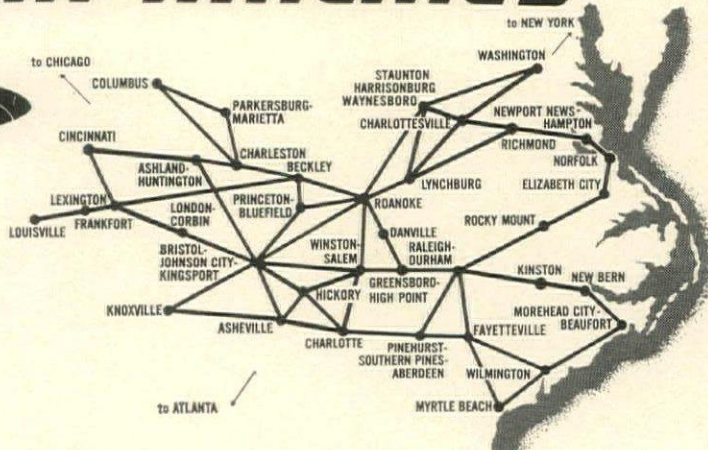 to NEW YORK
to CHICAGO
WASHINGTON
COLUMBUS
STAUNTON
HARRISONBURG
WAYNESBORO
PARKERSBURG-
MARIETTA
CHARLOTTESVILLE
NEWPORT NEWS-
HAMPTON
RICHMOND
CINCINNATI
NORFOLK
ASHLAND-
HUNTINGTON
CHARLESTON
BECKLEY
LYNCHBURG
ELIZABETH CITY
LEXINGTON
FRANKFORT
LOUISVILLE
LONDON-
CORBIN
PRINCETON-
BLUEFIELD
ROANOKE
ROCKY MOUNT
DANVILLE
BRISTOL-
JOHNSON CITY-
KINGSPORT
WINSTON-
SALEM
RALEIGH-
DURHAM
GREENSBORO-
HIGH POINT
KINSTON
NEW BERN
HICKORY
MOREHEAD CITY-
BEAUFORT
KNOXVILLE
ASHEVILLE
CHARLOTTE
FAYETTEVILLE
PINEHURST-
SOUTHERN PINES-
ABERDEEN
WILMINGTON
MYRTLE BEACH
to ATLANTA